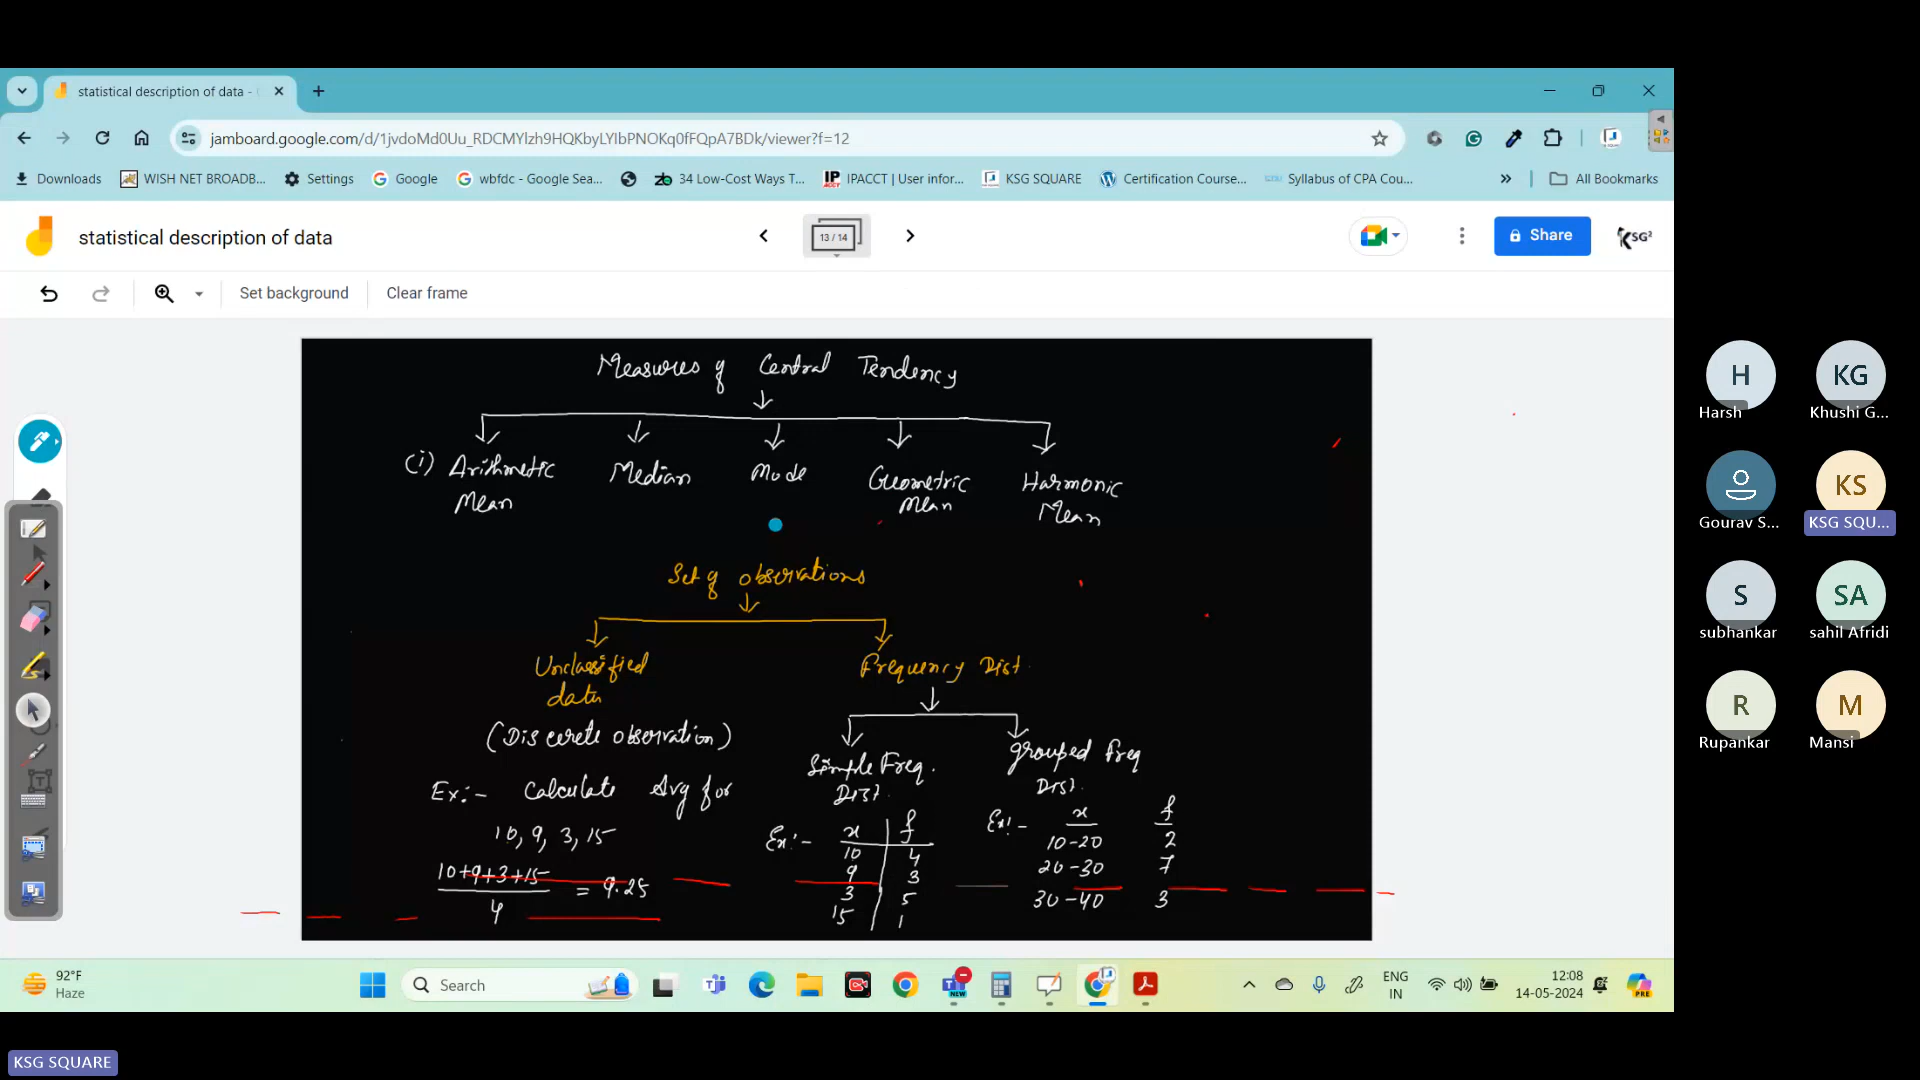 statistical description of data -
jamboard.google.com/d/1jvdoMd0Uu_RDCMYlzh9HQKbyLYlbPNOKq0fFQpA7BDk/viewer?f=12
Downloads WISH NET BROADB... Settings Google wbfdc - Google Sea... 34 Low-Cost Ways T... IPACCT | User infor... KSG SQUARE Certification Course... Syllabus of CPA Cou... » All Bookmarks
statistical description of data 13 / 14 Share KSG²
Set background Clear frame
Measures of Central Tendency
(i) Arithmetic Mean
Median
Mode
Geometric Mean
Harmonic Mean
Set of observations
Unclassified data
Frequency Dist.
(Discerete observation)
Simple Freq. Dist.
grouped Freq Dist.
Ex:- Calculate Avg for
10, 9, 3, 15
10+9+3+15
4
= 9.25
Ex:- x f
10 4
9 3
3 5
15 1
Ex:- x f
10-20 2
20-30 7
30-40 3
H KG
Harsh Khushi G...
KS
Gourav S... KSG SQU...
S SA
subhankar sahil Afridi
R M
Rupankar Mansi
92°F
Haze
Search
NEW
ENG
IN
12:08
14-05-2024
PRE
KSG SQUARE